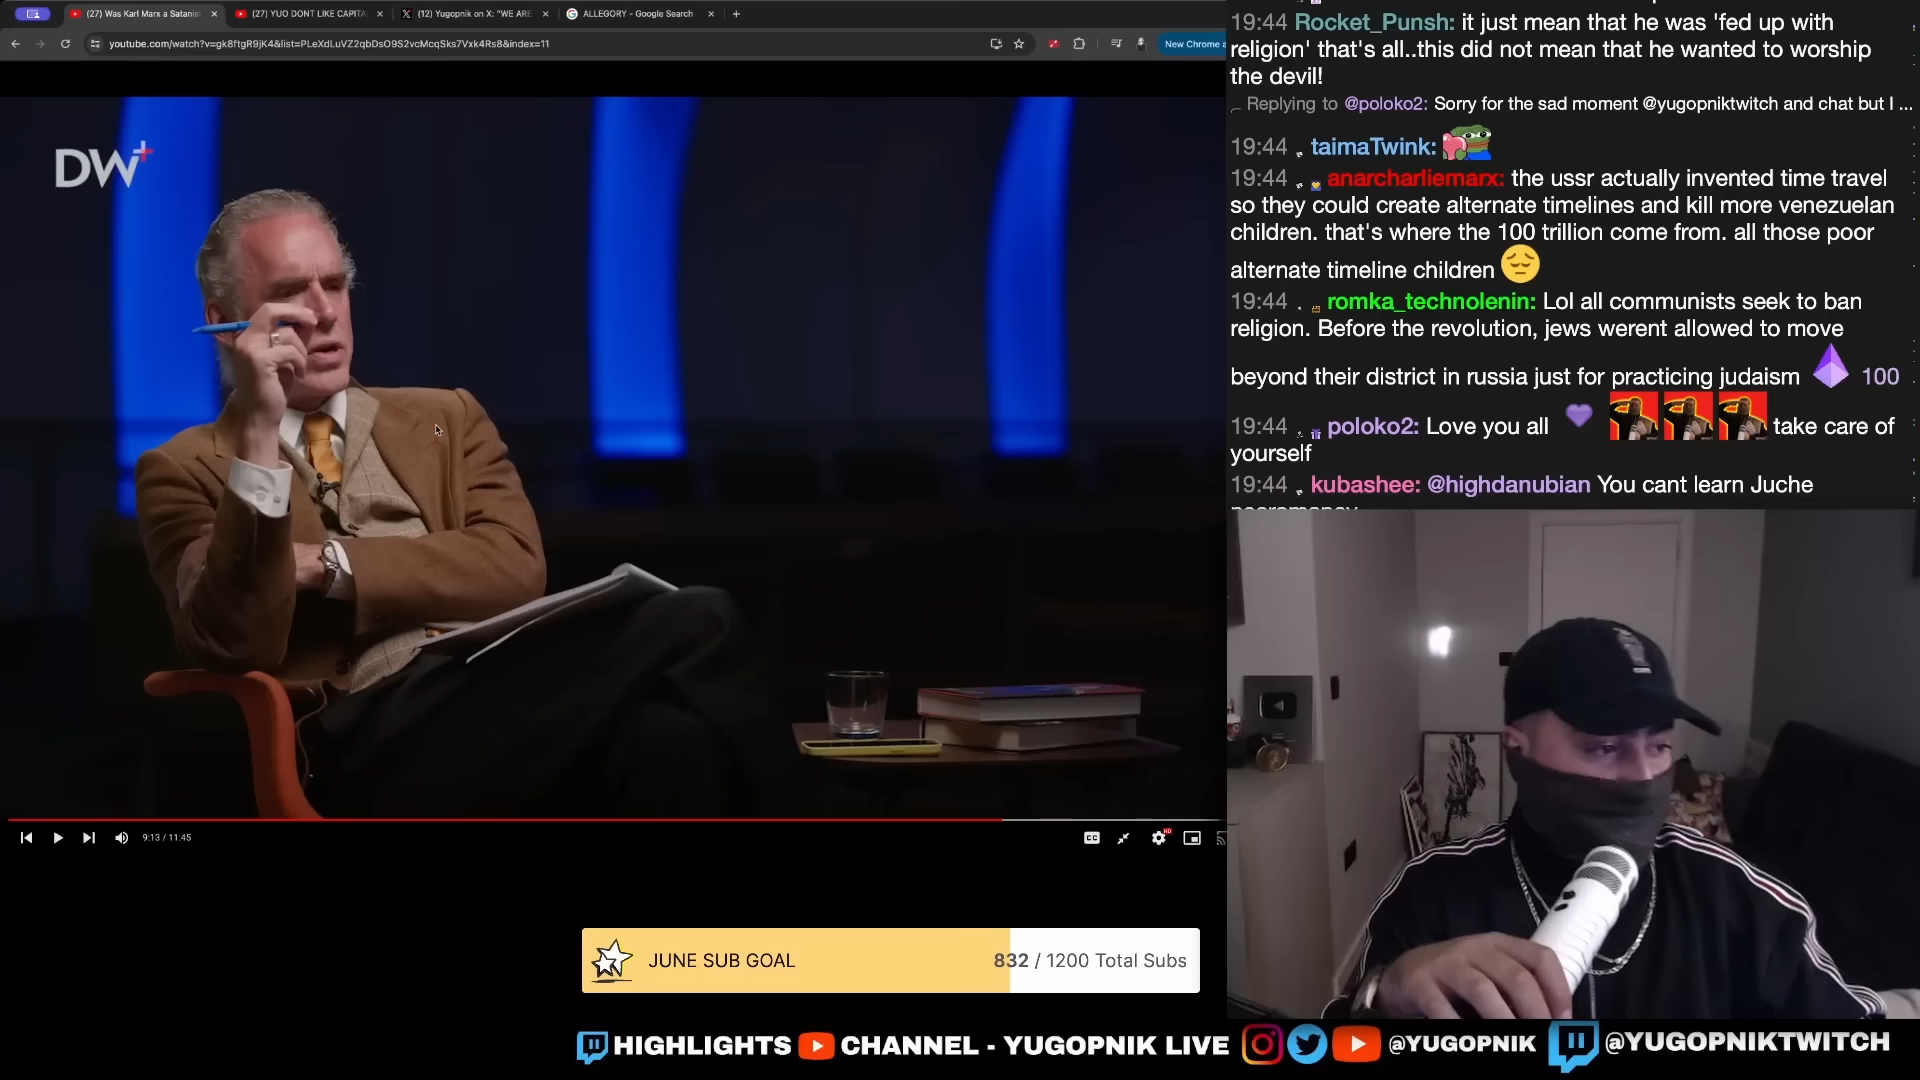 (27) Was Karl Marx a Satanis
(27) YUO DONT LIKE CAPITA
(12) Yugopnik on X: "WE ARE
ALLEGORY - Google Search
youtube.com/watch?v=gk8ftgR9jK4&list=PLeXdLuVZ2qbDsO9S2vcMcqSks7Vxk4Rs8&index=11
New Chrome a
DW+
9:13 / 11:45
CC
HD
JUNE SUB GOAL
832 / 1200 Total Subs
19:44 Rocket_Punsh: it just mean that he was 'fed up with
religion' that's all..this did not mean that he wanted to worship
the devil!
Replying to @poloko2: Sorry for the sad moment @yugopniktwitch and chat but I ...
19:44 taimaTwink:
19:44 anarcharliemarx: the ussr actually invented time travel
so they could create alternate timelines and kill more venezuelan
children. that's where the 100 trillion come from. all those poor
alternate timeline children
19:44 romka_technolenin: Lol all communists seek to ban
religion. Before the revolution, jews werent allowed to move
beyond their district in russia just for practicing judaism 100
19:44 poloko2: Love you all take care of
yourself
19:44 kubashee: @highdanubian You cant learn Juche
HIGHLIGHTS CHANNEL - YUGOPNIK LIVE @YUGOPNIK @YUGOPNIKTWITCH